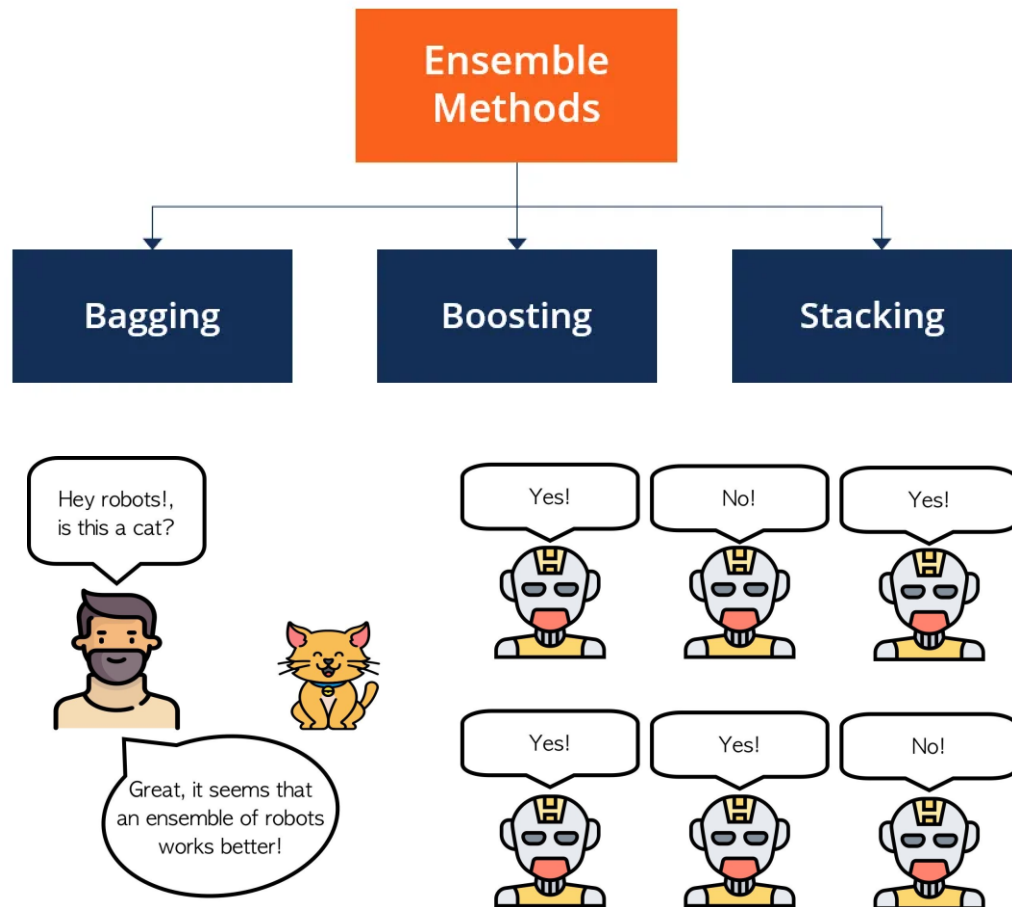 Ensemble
Methods
Bagging
Boosting
Stacking
Hey robots!,
is this a cat?
Yes!
No!
Yes!
Great, it seems that
an ensemble of robots
works better!
Yes!
Yes!
No!